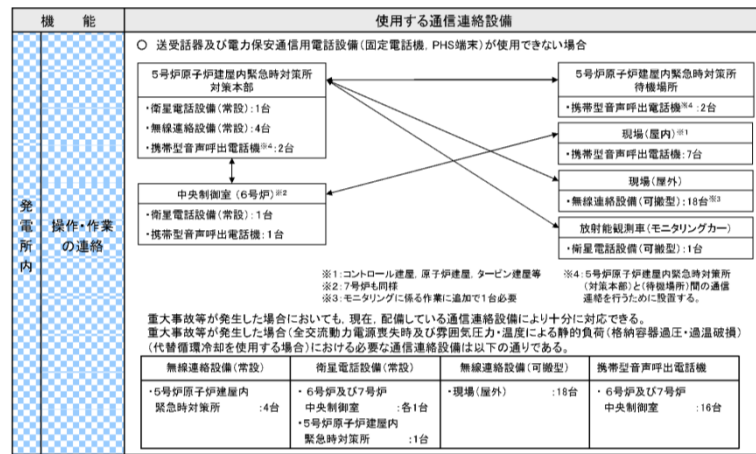 機　能
使用する通信連絡設備
発電所内
操作・作業
の連絡
○ 送受話器及び電力保安通信用電話設備(固定電話機, PHS端末)が使用できない場合
5号炉原子炉建屋内緊急時対策所
対策本部
・衛星電話設備(常設):1台
・無線連絡設備(常設):4台
・携帯型音声呼出電話機※4:2台
中央制御室(6号炉)※2
・衛星電話設備(常設):1台
・携帯型音声呼出電話機:1台
5号炉原子炉建屋内緊急時対策所
待機場所
・携帯型音声呼出電話機※4:2台
現場(屋内)※1
・携帯型音声呼出電話機:7台
現場(屋外)
・無線連絡設備(可搬型):18台※3
放射能観測車(モニタリングカー)
・衛星電話設備(可搬型):1台
※1:コントロール建屋, 原子炉建屋, タービン建屋等
※2:7号炉も同様
※3:モニタリングに係る作業に追加で1台必要
※4:5号炉原子炉建屋内緊急時対策所
(対策本部)と(待機場所)間の通信
連絡を行うために設置する。
重大事故等が発生した場合においても, 現在, 配備している通信連絡設備により十分に対応できる。
重大事故等が発生した場合(全交流動力電源喪失時及び雰囲気圧力・温度による静的負荷(格納容器過圧・過温破損)
(代替循環冷却を使用する場合)における必要な通信連絡設備は以下の通りである。
無線連絡設備(常設)
・5号炉原子炉建屋内
緊急時対策所 :4台
衛星電話設備(常設)
・6号炉及び7号炉
中央制御室 :各1台
・5号炉原子炉建屋内
緊急時対策所 :1台
無線連絡設備(可搬型)
・現場(屋外) :18台
携帯型音声呼出電話機
・6号炉及び7号炉
中央制御室 :16台